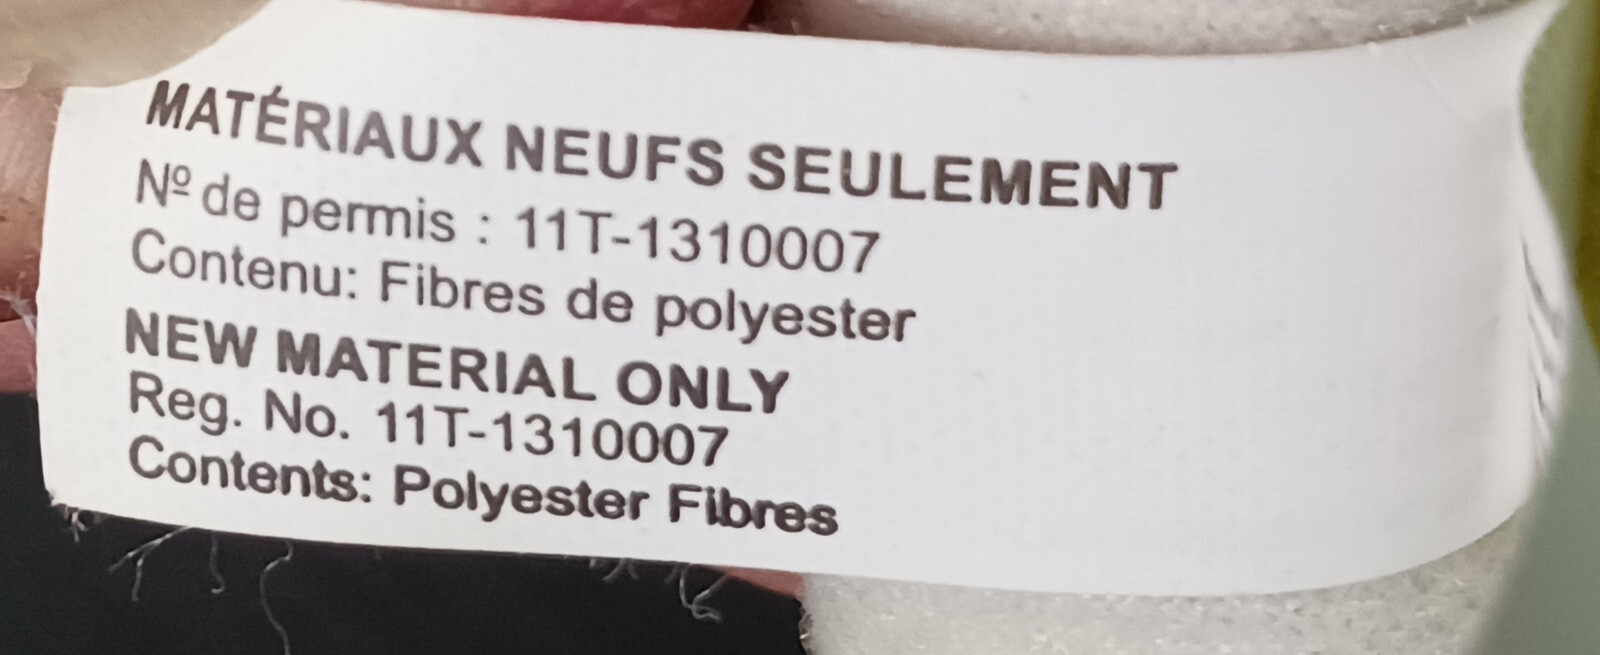 MATÉRIAUX NEUFS SEULEMENT
Nº de permis : 11T-1310007
Contenu: Fibres de polyester
NEW MATERIAL ONLY
Reg. No. 11T-1310007
Contents: Polyester Fibres